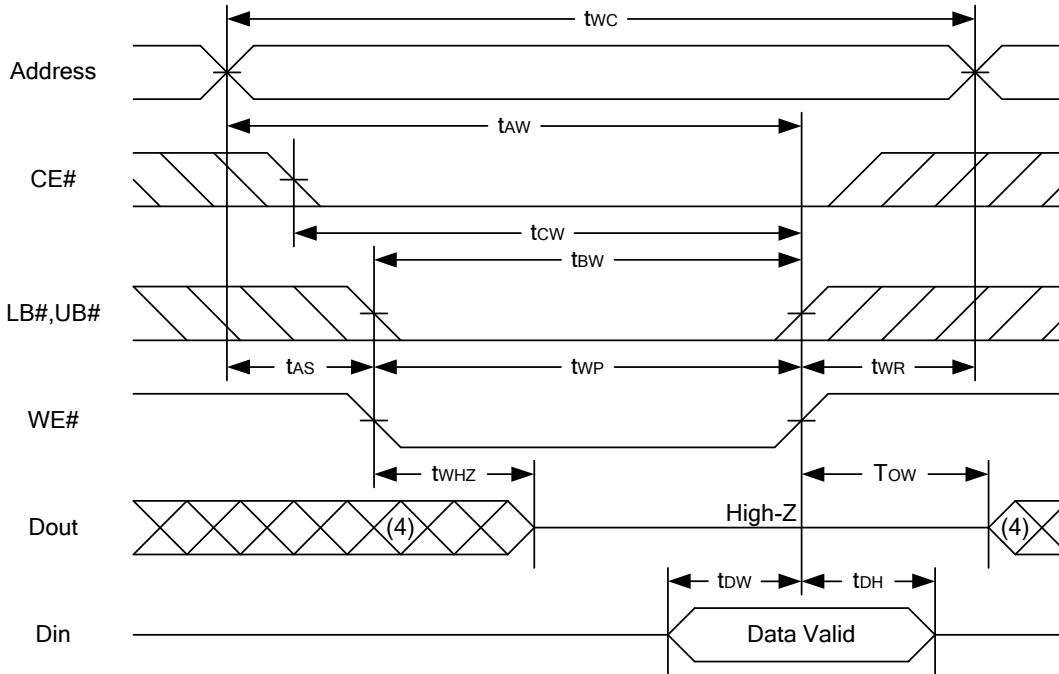 tWC
Address
tAW
CE#
tCW
tBW
LB#,UB#
tAS
tWP
tWR
WE#
tWHZ
TOW
Dout
(4)
High-Z
(4)
tDW
tDH
Din
Data Valid